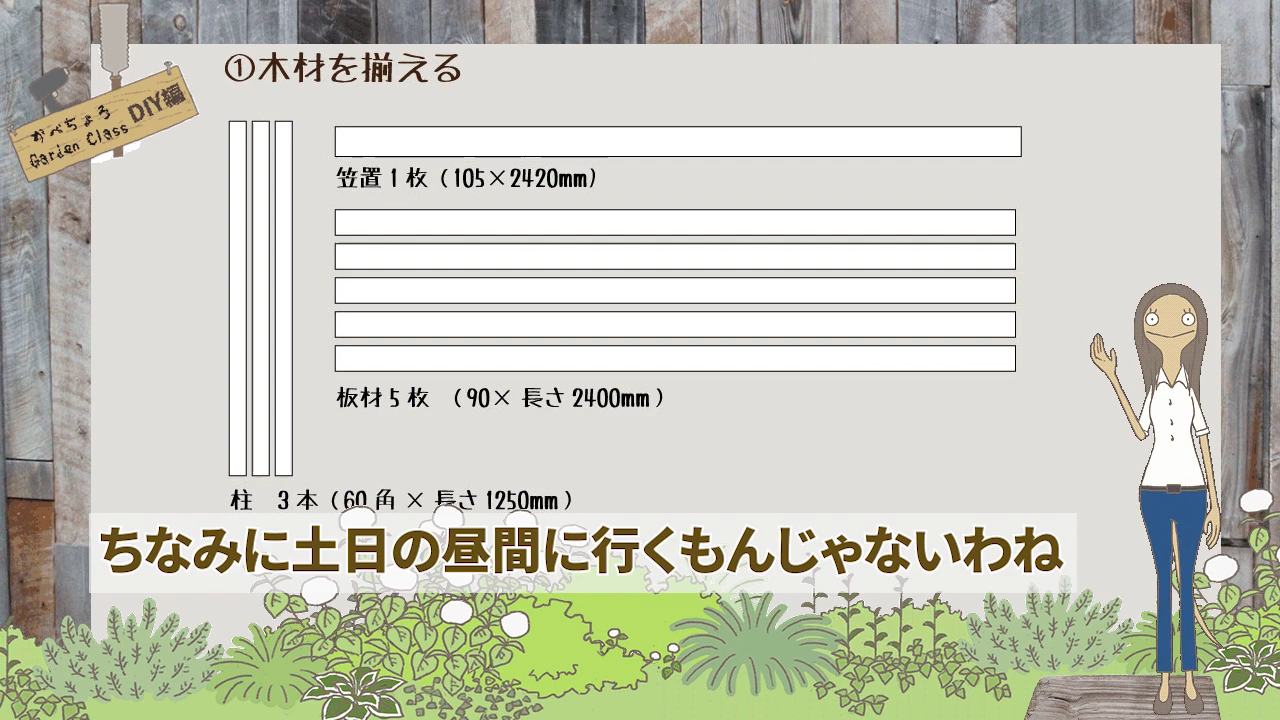 ①木材を揃える
かべちょろ
Garden Class
DIY編
笠置1枚（105×2420mm）
板材5枚　（90× 長さ 2400mm）
柱　3本（60角 × 長さ 1250mm）
ちなみに土日の昼間に行くもんじゃないわね